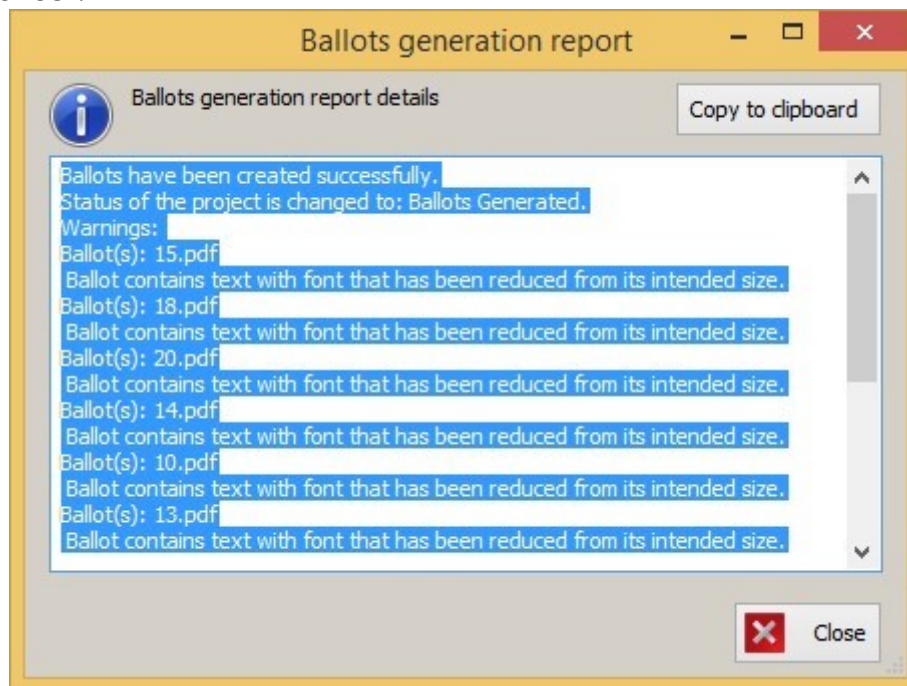 Ballots generation report
Ballots generation report details
Copy to clipboard
Ballots have been created successfully.
Status of the project is changed to: Ballots Generated.
Warnings:
Ballot(s): 15.pdf
Ballot contains text with font that has been reduced from its intended size.
Ballot(s): 18.pdf
Ballot contains text with font that has been reduced from its intended size.
Ballot(s): 20.pdf
Ballot contains text with font that has been reduced from its intended size.
Ballot(s): 14.pdf
Ballot contains text with font that has been reduced from its intended size.
Ballot(s): 10.pdf
Ballot contains text with font that has been reduced from its intended size.
Ballot(s): 13.pdf
Ballot contains text with font that has been reduced from its intended size.
Close